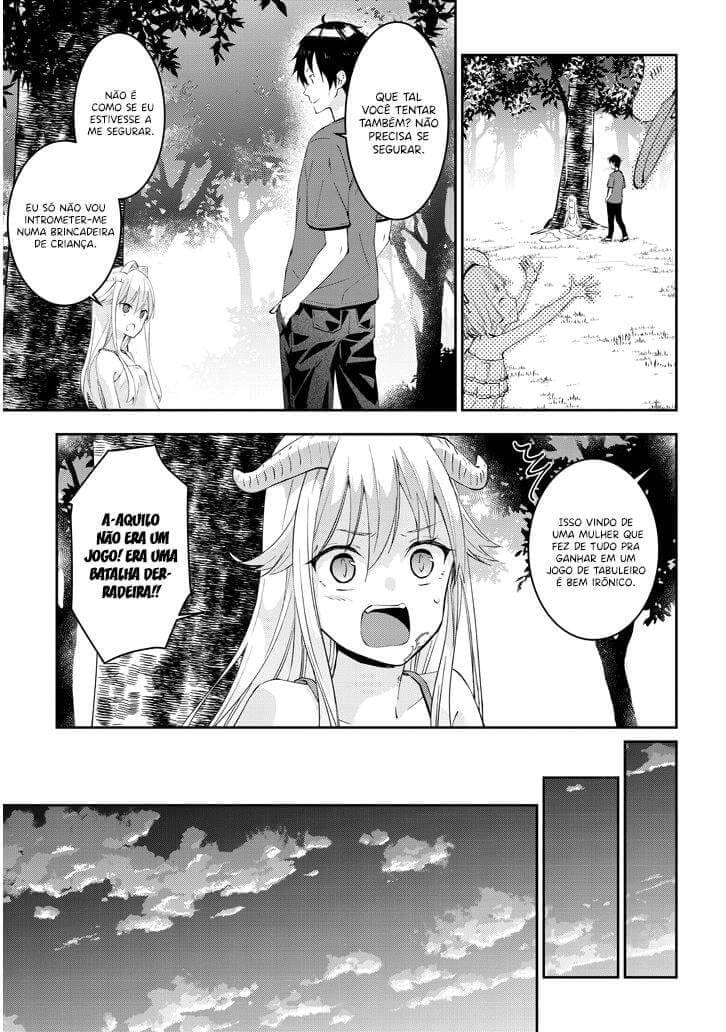 QUE TAL
VOCÊ TENTAR
TAMBÉM? NÃO
PRECISA SE
SEGURAR.
NÃO É
COMO SE EU
ESTIVESSE A
ME SEGURAR.
EU SÓ NÃO VOU
INTROMETER-ME
NUMA BRINCADEIRA
DE CRIANÇA.
ISSO VINDO DE
UMA MULHER QUE
FEZ DE TUDO PRA
GANHAR EM UM
JOGO DE TABULEIRO
É BEM IRÔNICO.
A-AQUILO
NÃO ERA UM
JOGO! ERA UMA
BATALHA DER-
RADEIRA!!